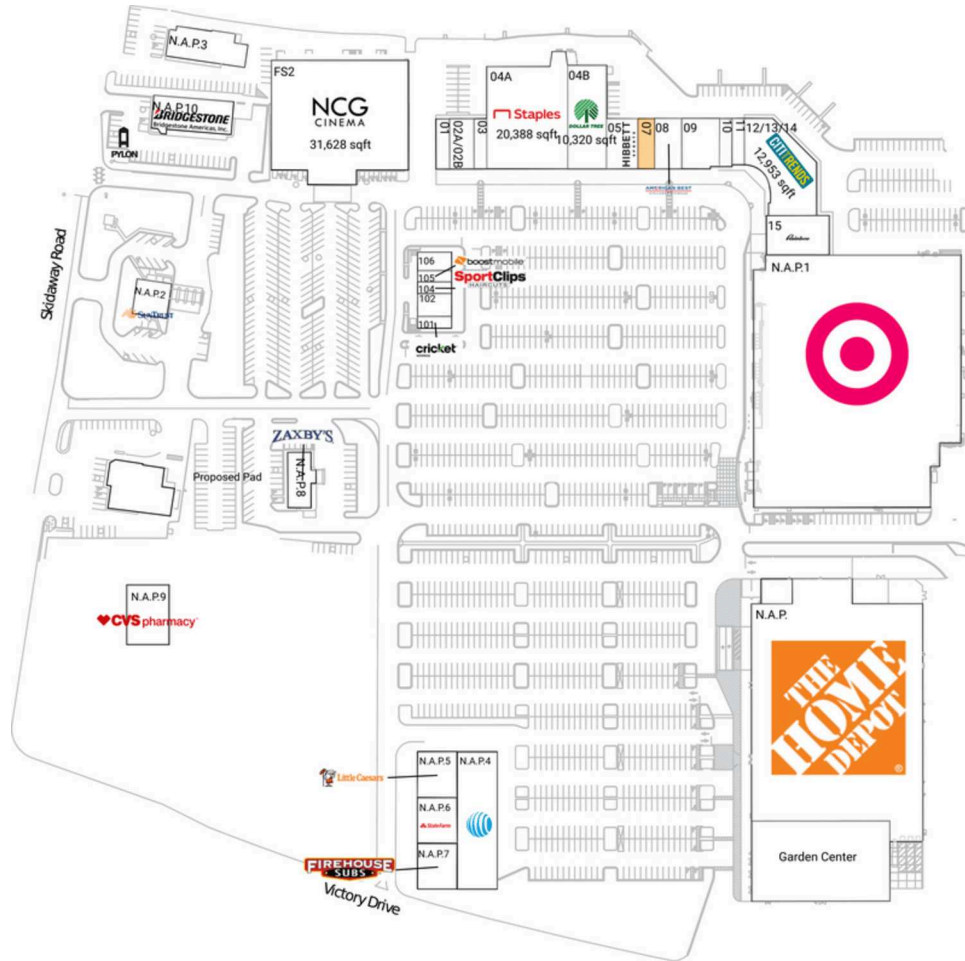 N.A.P.3
N.A.P.10
BRIDGESTONE
Bridgestone Americas, Inc.
PYLON
FS2
NCG
CINEMA
31,628 sqft
01
02A/02B
03
04A
Staples
20,388 sqft
04B
DOLLAR TREE
10,320 sqft
05
HIBBETT
SPORTS
07
08
AMERICA'S BEST
09
10
11
12/13/14
CITITRENDS
12,953 sqft
15
Rainbow
N.A.P.1
Skidaway Road
N.A.P.2
SUNTRUST
106
105
boostmobile
104
SportClips
HAIRCUTS
102
101
cricket
ZAXBY'S
N.A.P.8
Proposed Pad
N.A.P.9
CVS pharmacy
N.A.P.
THE
HOME
DEPOT
®
Garden Center
N.A.P.5
Little Caesars
N.A.P.4
N.A.P.6
StateFarm
N.A.P.7
FIREHOUSE
SUBS
Victory Drive